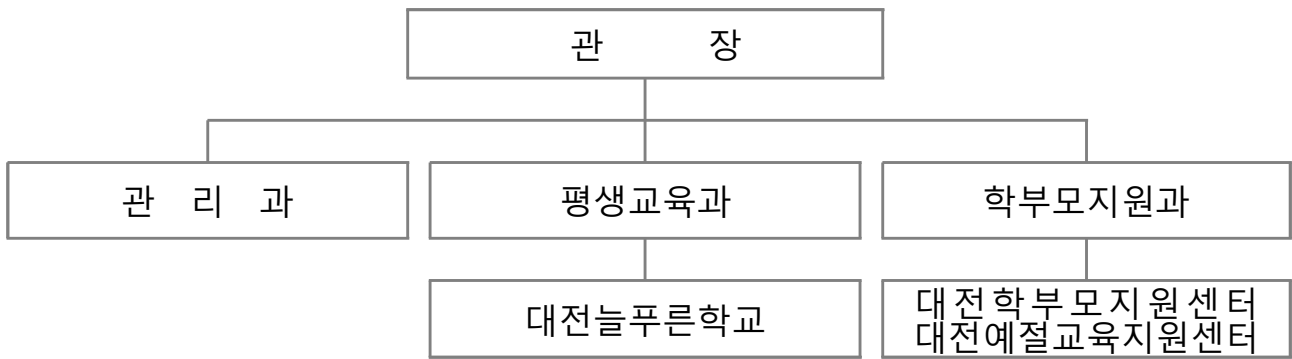 관 장
관 리 과
평생교육과
학부모지원과
대전늘푸른학교
대전학부모지원센터
대전예절교육지원센터